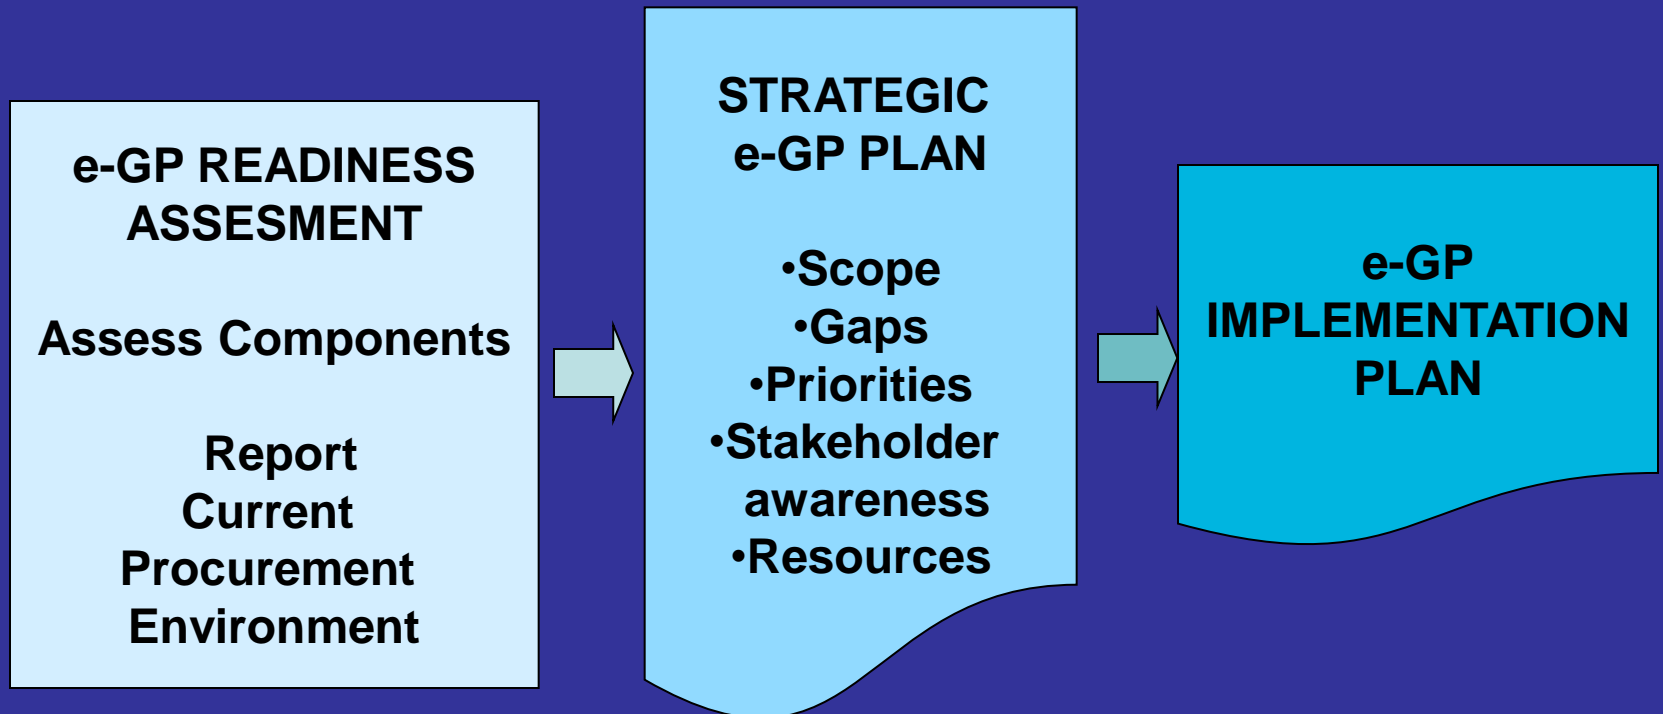 e-GP READINESS
ASSESMENT
Assess Components
Report
Current
Procurement
Environment
STRATEGIC
e-GP PLAN
•Scope
•Gaps
•Priorities
•Stakeholder
awareness
•Resources
e-GP
IMPLEMENTATION
PLAN